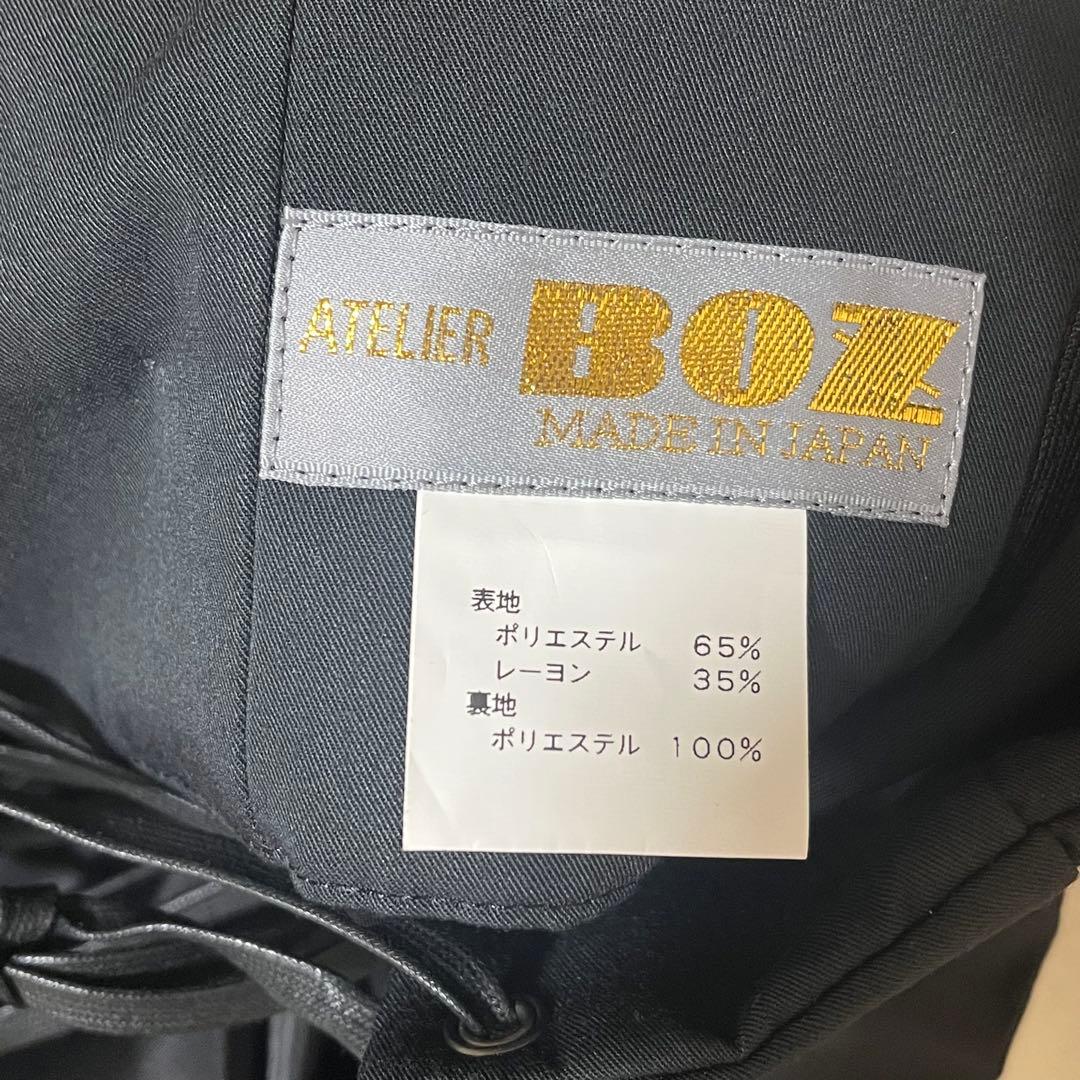 ATELIER BOZ
MADE IN JAPAN
表地
ポリエステル 65%
レーヨン 35%
裏地
ポリエステル 100%